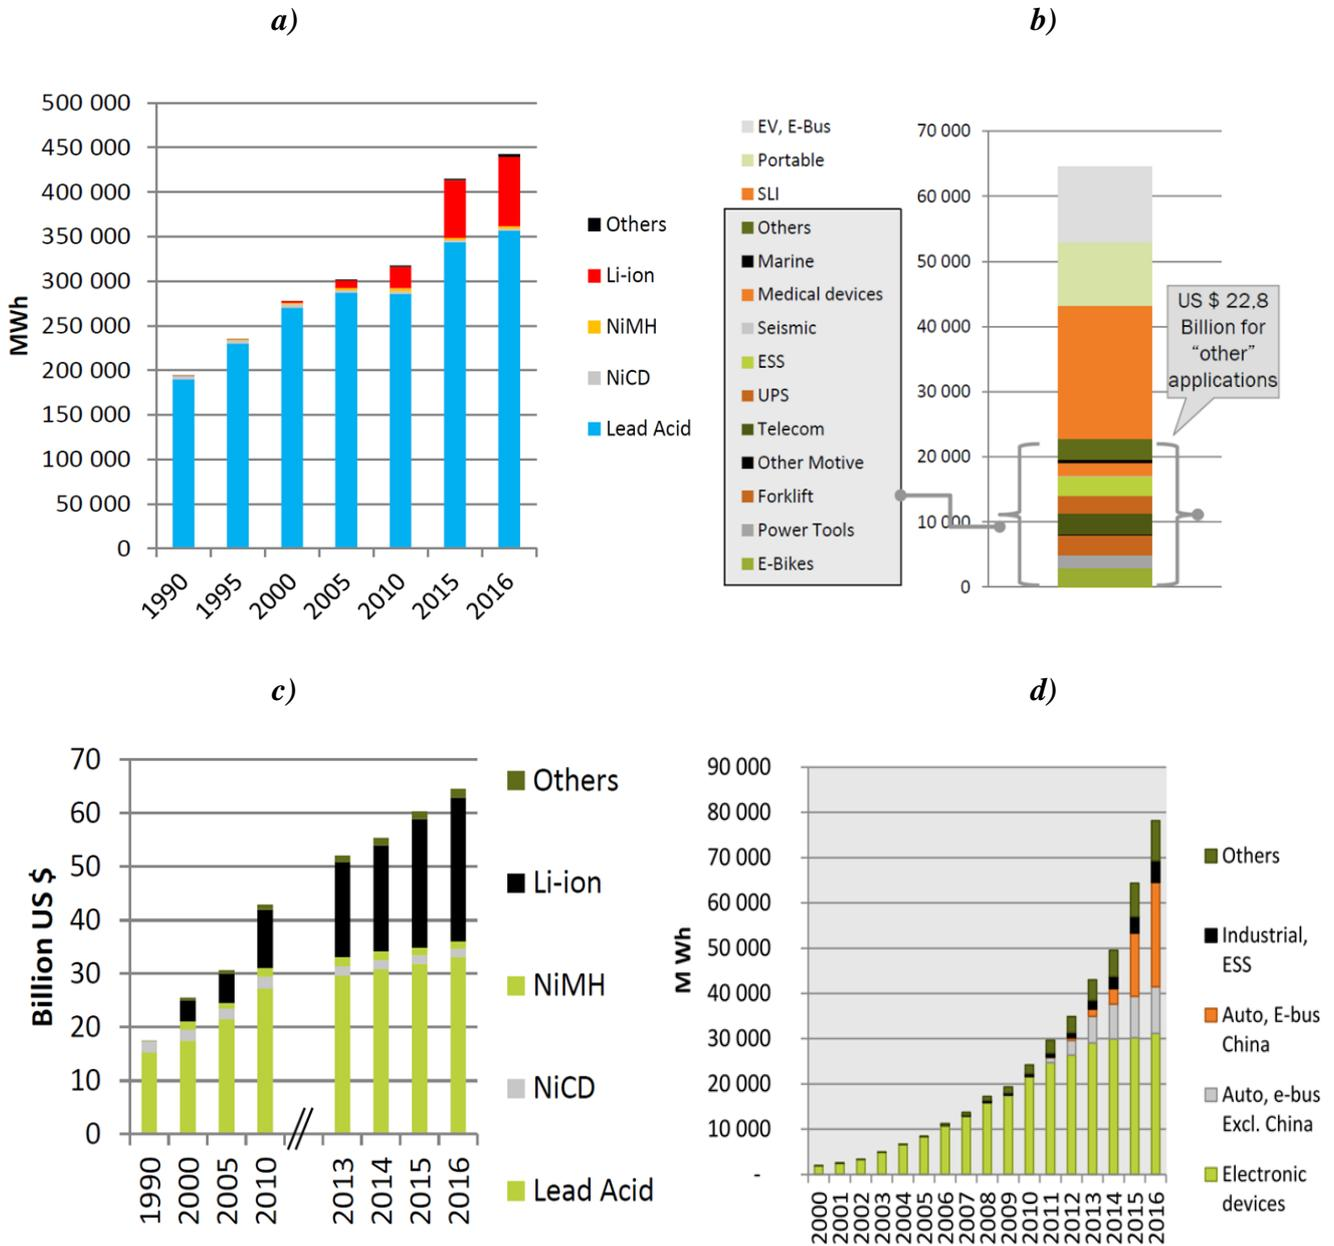 a)
500 000
450 000
400 000
350 000
300 000
250 000
200 000
150 000
100 000
50 000
0
MWh
1990
1995
2000
2005
2010
2015
2016
Others
Li-ion
NiMH
NiCD
Lead Acid
b)
EV, E-Bus
Portable
SLI
Others
Marine
Medical devices
Seismic
ESS
UPS
Telecom
Other Motive
Forklift
Power Tools
E-Bikes
70 000
60 000
50 000
40 000
30 000
20 000
10 000
0
US $ 22,8
Billion for
“other”
applications
c)
70
60
50
40
30
20
10
0
Billion US $
1990
2000
2005
2010
2013
2014
2015
2016
Others
Li-ion
NiMH
NiCD
Lead Acid
d)
90 000
80 000
70 000
60 000
50 000
40 000
30 000
20 000
10 000
-
M Wh
2000
2001
2002
2003
2004
2005
2006
2007
2008
2009
2010
2011
2012
2013
2014
2015
2016
Others
Industrial,
ESS
Auto, E-bus
China
Auto, e-bus
Excl. China
Electronic
devices